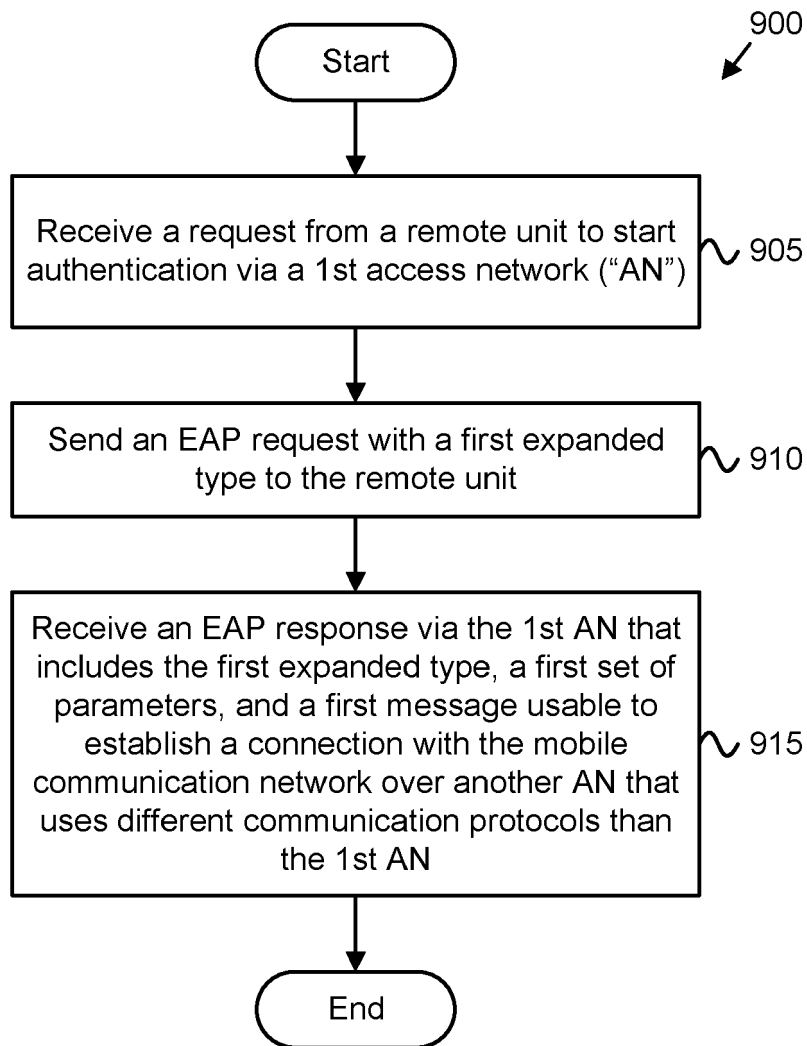 900
Start
Receive a request from a remote unit to start
authentication via a 1st access network (“AN”)
905
Send an EAP request with a first expanded
type to the remote unit
910
Receive an EAP response via the 1st AN that
includes the first expanded type, a first set of
parameters, and a first message usable to
establish a connection with the mobile
communication network over another AN that
uses different communication protocols than
the 1st AN
915
End